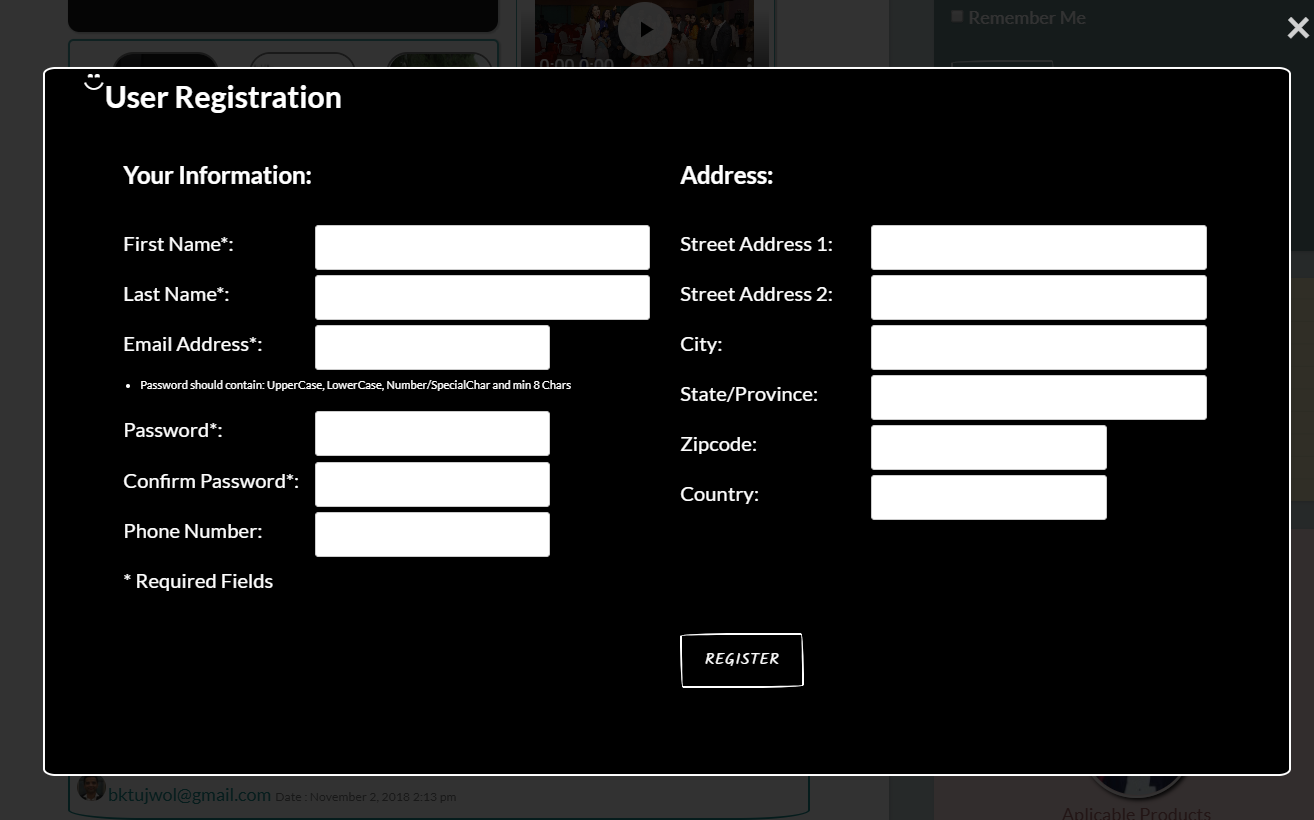 Remember Me
0:00 0:00
User Registration
Your Information:
First Name*:
Last Name*:
Email Address*:
Password should contain: UpperCase, LowerCase, Number/SpecialChar and min 8 Chars
Password*:
Confirm Password*:
Phone Number:
* Required Fields
Address:
Street Address 1:
Street Address 2:
City:
State/Province:
Zipcode:
Country:
REGISTER
bktujwol@gmail.com Date : November 2, 2018 2:13 pm
Aplicable Products